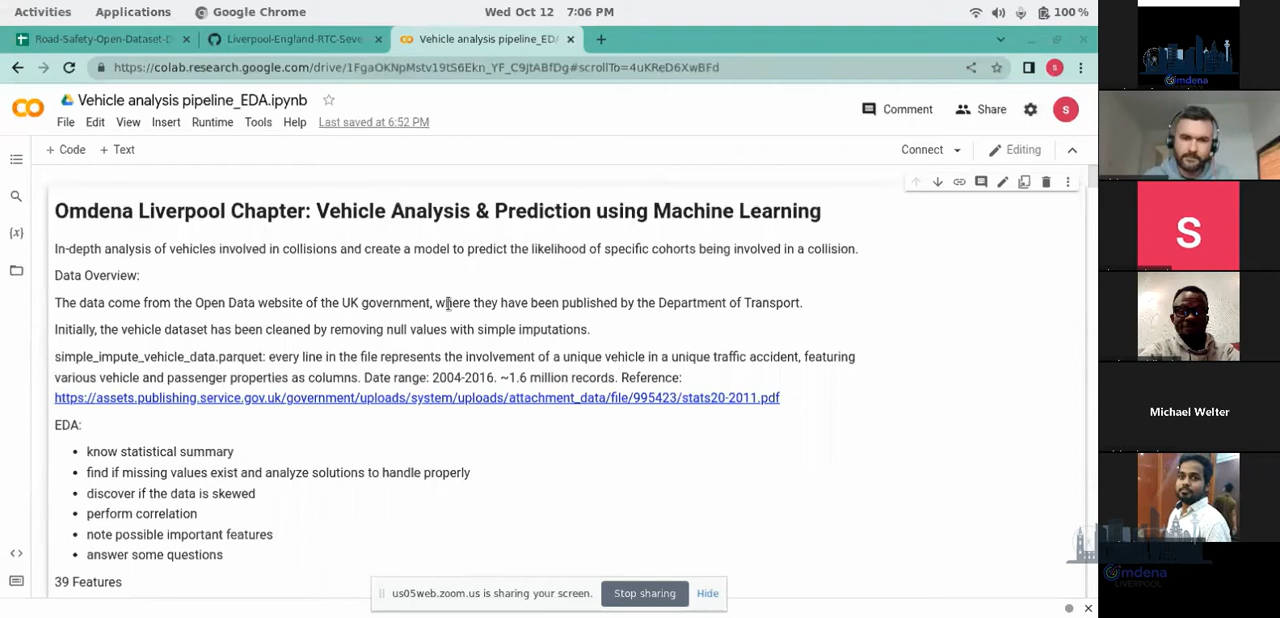 Activities Applications Google Chrome Wed Oct 12 7:06 PM 100 %
Road-Safety-Open-Dataset-D Liverpool-England-RTC-Seve Vehicle analysis pipeline_ED/
Vehicle analysis pipeline_EDA.ipynb
File Edit View Insert Runtime Tools Help Last saved at 6:52 PM
Comment Share S
+ Code + Text Connect Editing
Omdena Liverpool Chapter: Vehicle Analysis & Prediction using Machine Learning
In-depth analysis of vehicles involved in collisions and create a model to predict the likelihood of specific cohorts being involved in a collision.
Data Overview:
The data come from the Open Data website of the UK government, where they have been published by the Department of Transport.
Initially, the vehicle dataset has been cleaned by removing null values with simple imputations.
simple_impute_vehicle_data.parquet: every line in the file represents the involvement of a unique vehicle in a unique traffic accident, featuring
various vehicle and passenger properties as columns. Date range: 2004-2016. ~1.6 million records. Reference:
https://assets.publishing.service.gov.uk/government/uploads/system/uploads/attachment_data/file/995423/stats20-2011.pdf
EDA:
• know statistical summary
• find if missing values exist and analyze solutions to handle properly
• discover if the data is skewed
• perform correlation
• note possible important features
• answer some questions
39 Features
us05web.zoom.us is sharing your screen. Stop sharing Hide
omdena
S
Michael Welter
Omdena
LIVERPOOL